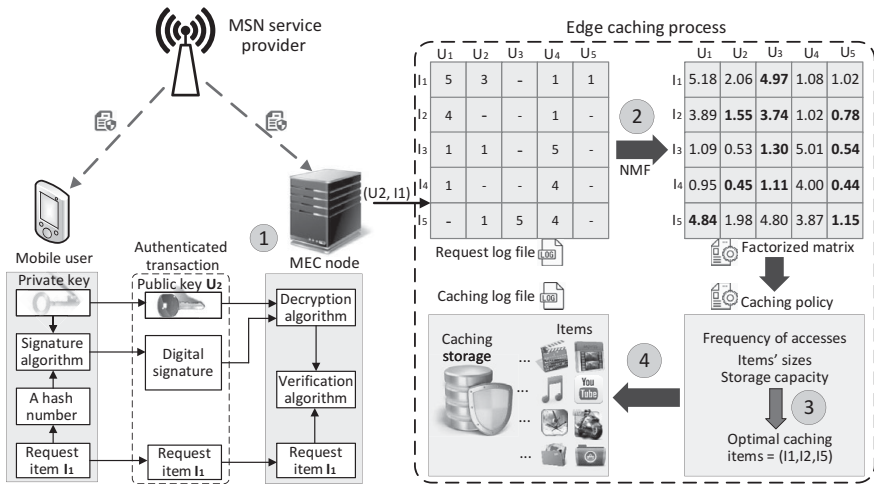 MSN service
provider
Mobile user
Private key
Signature
algorithm
A hash
number
Request
item I1
Authenticated
transaction
Public key U2
Digital
signature
Request
item I1
1
MEC node
Decryption
algorithm
Verification
algorithm
Request
item I1
(U2, I1)
Edge caching process
U1 U2 U3 U4 U5
I1 5 3 - 1 1
I2 4 - - 1 -
I3 1 1 - 5 -
I4 1 - - 4 -
I5 - 1 5 4 -
Request log file LOG
2
NMF
U1 U2 U3 U4 U5
I1 5.18 2.06 4.97 1.08 1.02
I2 3.89 1.55 3.74 1.02 0.78
I3 1.09 0.53 1.30 5.01 0.54
I4 0.95 0.45 1.11 4.00 0.44
I5 4.84 1.98 4.80 3.87 1.15
Factorized matrix
Caching policy
Frequency of accesses
Items' sizes
Storage capacity
3
Optimal caching
items = (I1,I2,I5)
4
Caching log file LOG
Caching
storage
Items
...
... You
Tube
...
...